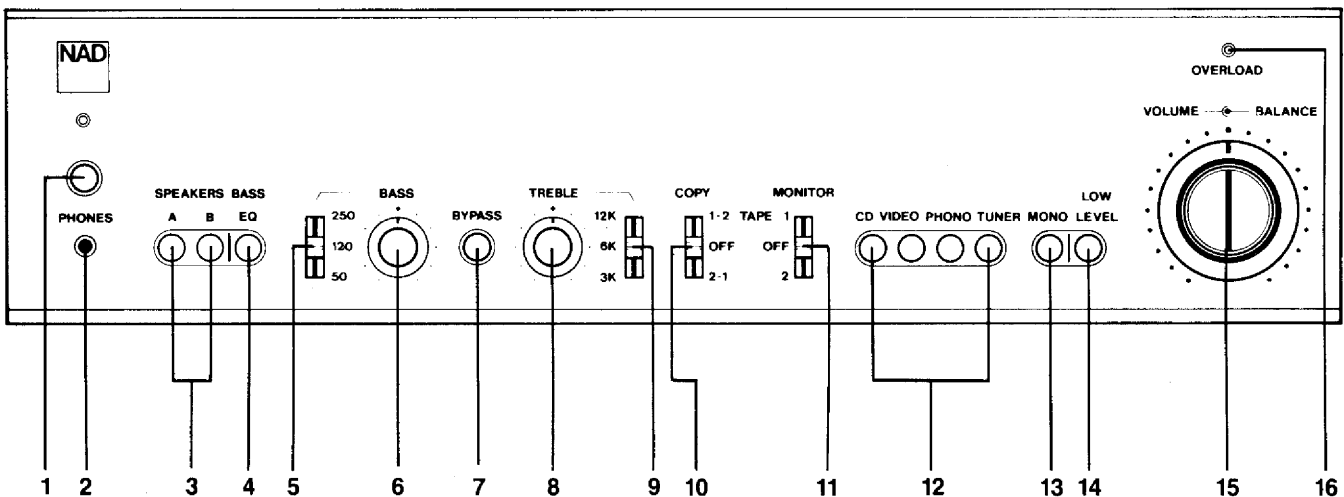 NAD
OVERLOAD
VOLUME BALANCE
PHONES
SPEAKERS BASS
A B EQ
250
120
50
BASS
BYPASS
TREBLE
12K
6K
3K
COPY
1-2
OFF
2-1
TAPE
MONITOR
1
OFF
2
CD VIDEO PHONO TUNER
MONO
LOW
LEVEL
1 2 3 4 5 6 7 8 9 10 11 12 13 14 15 16